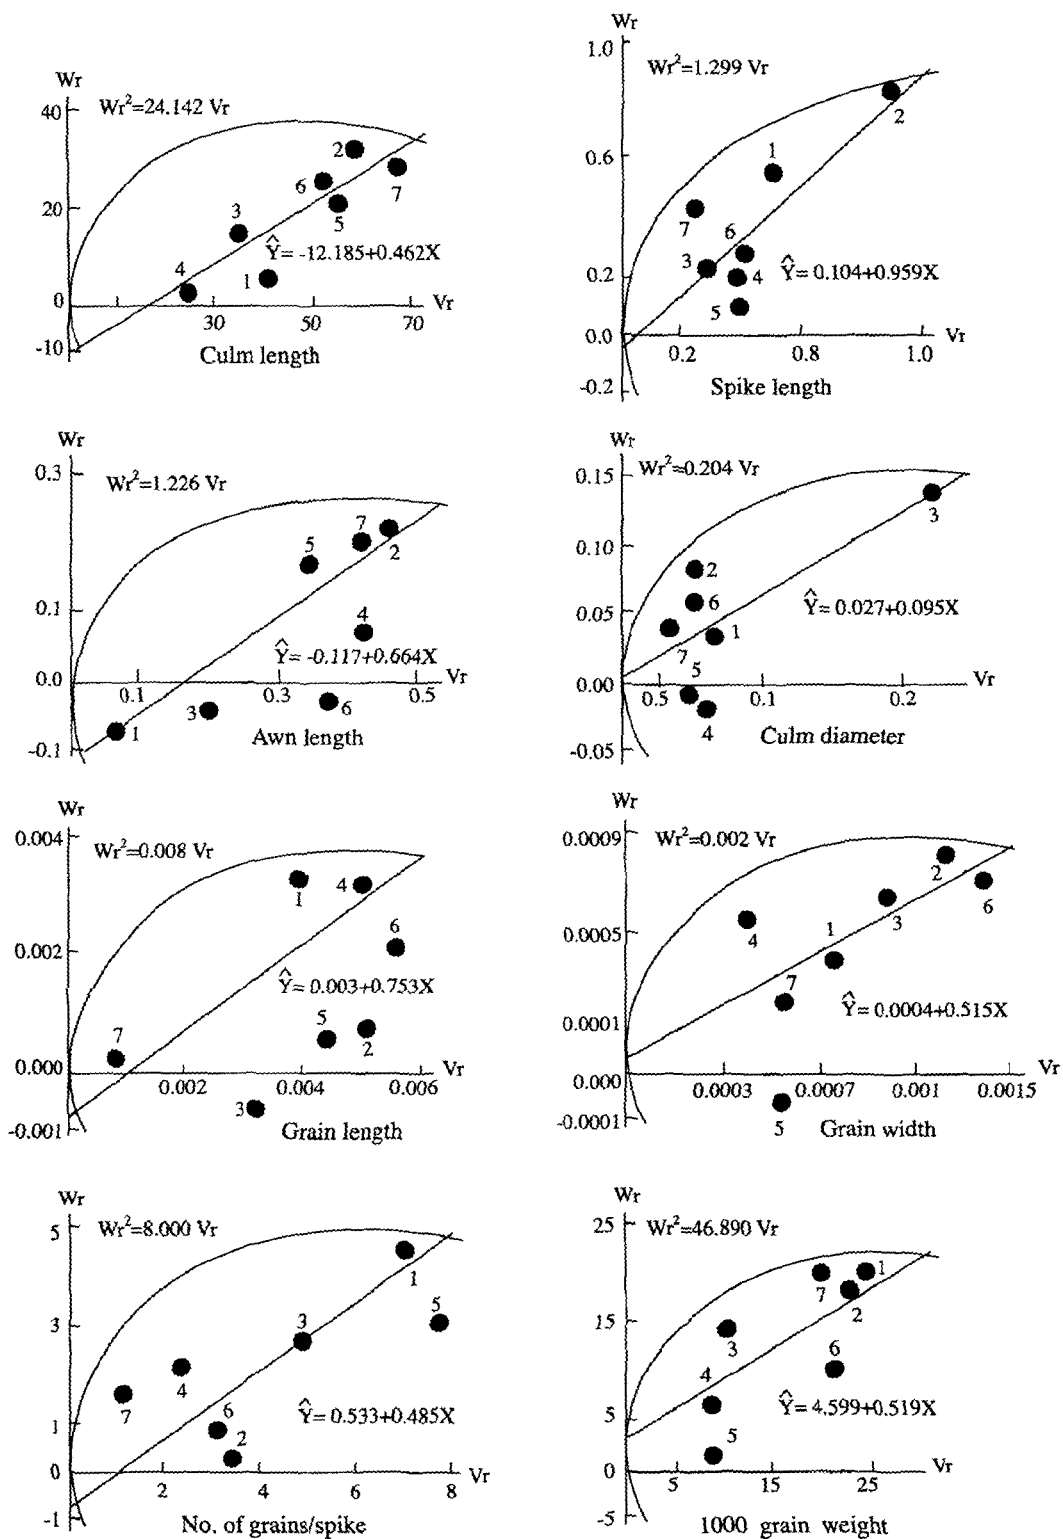 Wr
Wr²=24.142 Vr
40
20
0
-10
2
6
7
5
3
4
1
Ŷ= -12.185+0.462X
30
50
70
Vr
Culm length
Wr
1.0
Wr²=1.299 Vr
0.6
0.2
0.0
-0.2
2
1
7
6
3
4
5
Ŷ= 0.104+0.959X
0.2
0.8
1.0
Vr
Spike length
Wr
0.3
Wr²=1.226 Vr
0.1
0.0
-0.1
7
5
2
4
Ŷ= -0.117+0.664X
0.1
0.3
0.5
Vr
3
6
1
Awn length
Wr
Wr²=0.204 Vr
0.15
0.10
0.05
0.00
-0.05
3
2
6
1
7
5
4
Ŷ= 0.027+0.095X
0.5
0.1
0.2
Vr
Culm diameter
Wr
0.004
Wr²=0.008 Vr
0.002
0.000
-0.001
1
4
6
Ŷ= 0.003+0.753X
7
5
2
3
0.002
0.004
0.006
Vr
Grain length
Wr
0.0009
Wr²=0.002 Vr
0.0005
0.0001
0.000
-0.0001
2
6
3
4
1
7
Ŷ= 0.0004+0.515X
0.0003
0.0007
0.001
0.0015
Vr
5
Grain width
Wr
5
Wr²=8.000 Vr
3
1
0
-1
1
5
3
4
7
6
2
Ŷ= 0.533+0.485X
2
4
6
8
Vr
No. of grains/spike
Wr
25
Wr²=46.890 Vr
15
5
0
-5
1
7
2
3
6
4
5
Ŷ= 4.599+0.519X
5
15
25
Vr
1000 grain weight